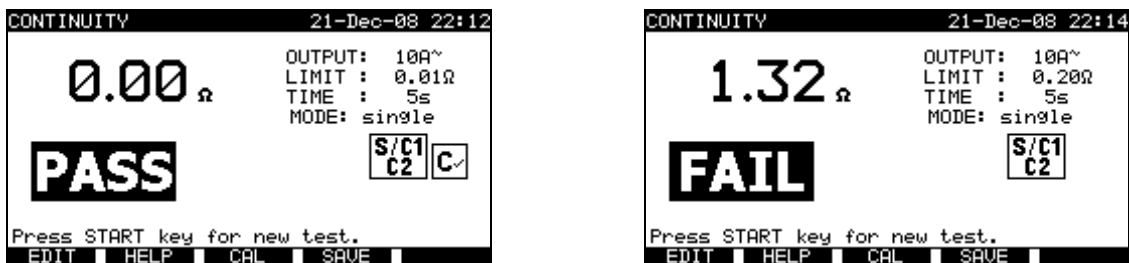 CONTINUITY 21-Dec-08 22:12
0.00 Ω
OUTPUT: 10A~
LIMIT : 0.01Ω
TIME : 5s
MODE: single
S/C1
C2
C✓
PASS
Press START key for new test.
EDIT HELP CAL SAVE
CONTINUITY 21-Dec-08 22:14
1.32 Ω
OUTPUT: 10A~
LIMIT : 0.20Ω
TIME : 5s
MODE: single
S/C1
C2
FAIL
Press START key for new test.
EDIT HELP CAL SAVE